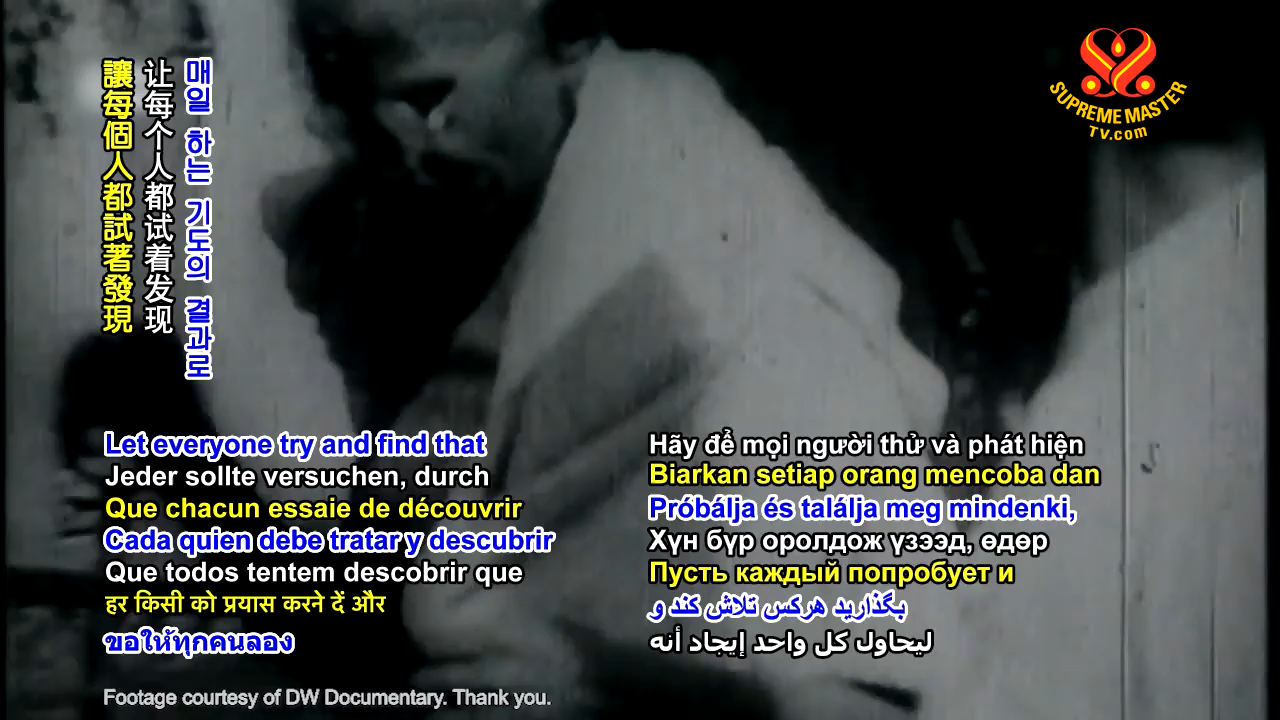 讓每個人都試著發現
让每个人都试着发现
매일 하는 기도의 결과로
SUPREME MASTER
TV.com
Let everyone try and find that
Jeder sollte versuchen, durch
Que chacun essaie de découvrir
Cada quien debe tratar y descubrir
Que todos tentem descobrir que
हर किसी को प्रयास करने दें और
ขอให้ทุกคนลอง
Hãy để mọi người thử và phát hiện
Biarkan setiap orang mencoba dan
Próbálja és találja meg mindenki,
Хүн бүр оролдож үзээд, өдөр
Пусть каждый попробует и
بگذارید هرکس تلاش کند و
ليحاول كل واحد إيجاد أنه
Footage courtesy of DW Documentary. Thank you.